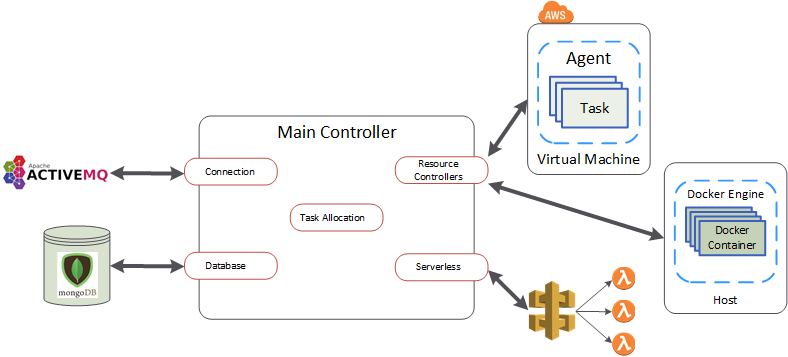 AWS
Agent
Task
Virtual Machine
Main Controller
Apache
ACTIVEMQ
Connection
Resource
Controllers
Task Allocation
Docker Engine
Docker
Container
Host
mongoDB
Database
Serverless
λ
λ
λ